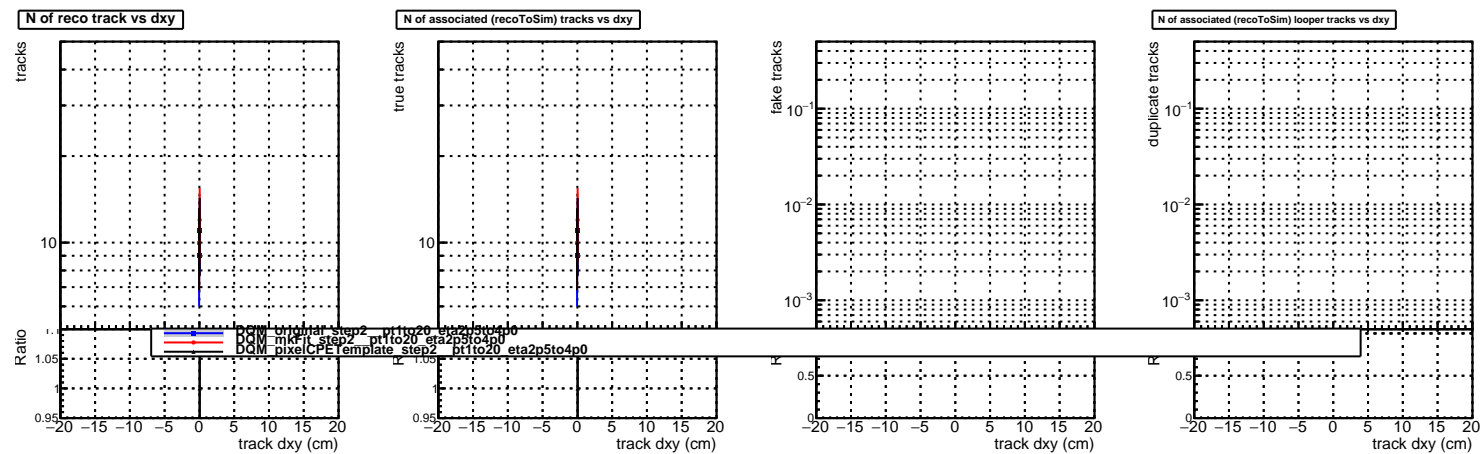 N of reco track vs dxy
N of associated (recoToSim) tracks vs dxy
N of associated (recoToSim) looper tracks vs dxy
tracks
10
true tracks
10
fake tracks
10⁻¹
10⁻²
10⁻³
duplicate tracks
10⁻¹
10⁻²
10⁻³
DQM_original_step2__pt1to20_eta2p5to4p0
DQM_mkFit_step2__pt1to20_eta2p5to4p0
DQM_pixelCPETemplate_step2__pt1to20_eta2p5to4p0
Ratio
1.05
1
0.95
−20 −15 −10 −5 0 5 10 15 20
track dxy (cm)
1.05
1
0.95
−20 −15 −10 −5 0 5 10 15 20
track dxy (cm)
0.5
0
−20 −15 −10 −5 0 5 10 15 20
track dxy (cm)
0.5
0
−20 −15 −10 −5 0 5 10 15 20
track dxy (cm)